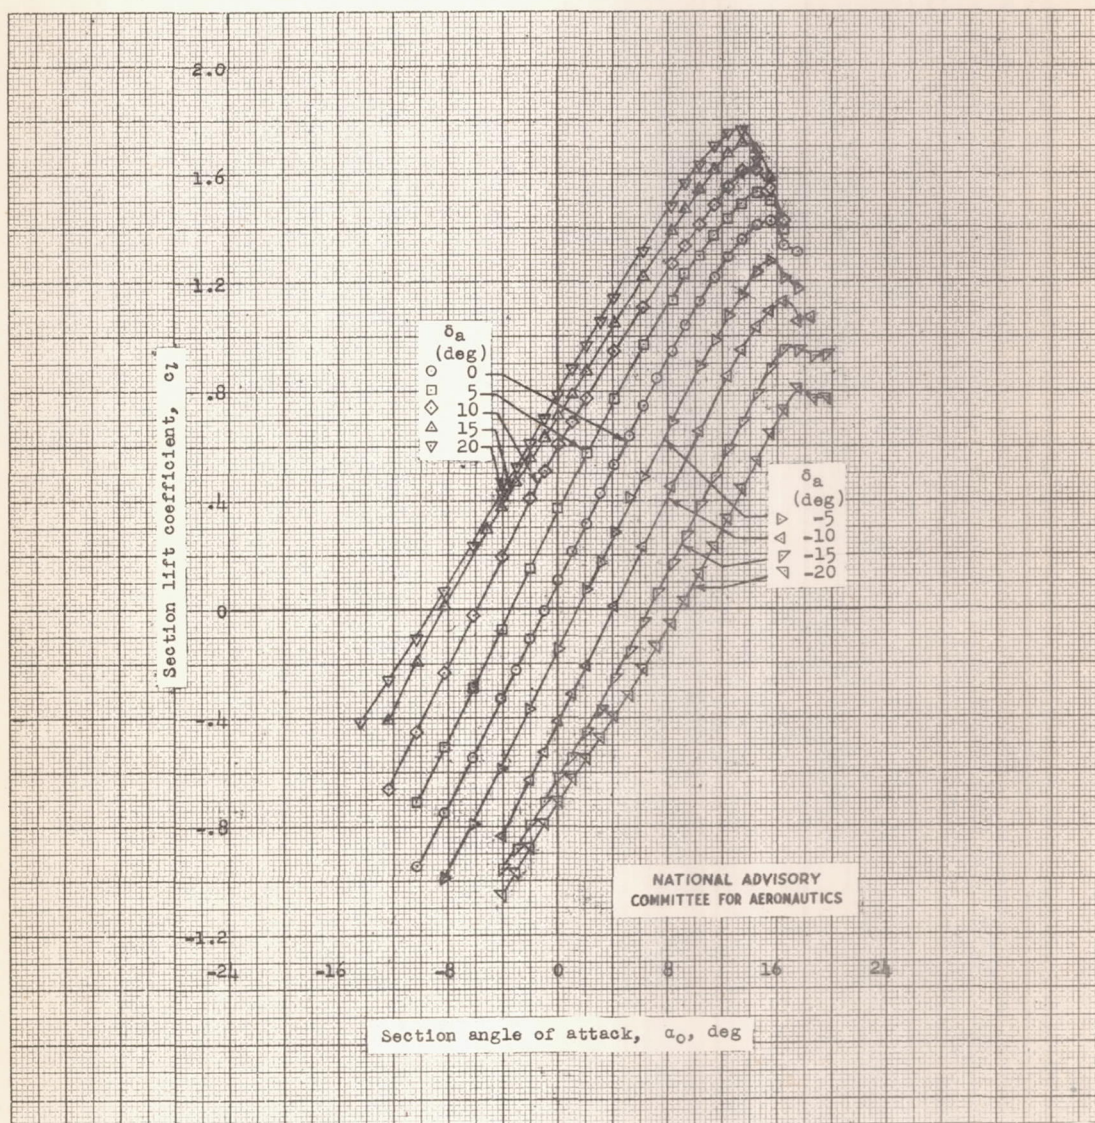 2.0
1.6
1.2
.8
.4
0
-.4
-.8
-1.2
Section lift coefficient, cl
δa
(deg)
0
5
10
15
20
δa
(deg)
-5
-10
-15
-20
NATIONAL ADVISORY
COMMITTEE FOR AERONAUTICS
-24 -16 -8 0 8 16 24
Section angle of attack, αo, deg